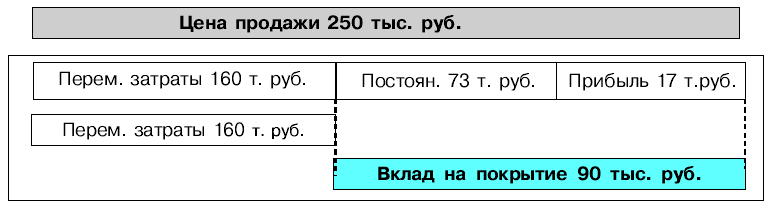 Цена продажи 250 тыс. руб.
Перем. затраты 160 т. руб. Постоян. 73 т. руб. Прибыль 17 т.руб.
Перем. затраты 160 т. руб.
Вклад на покрытие 90 тыс. руб.